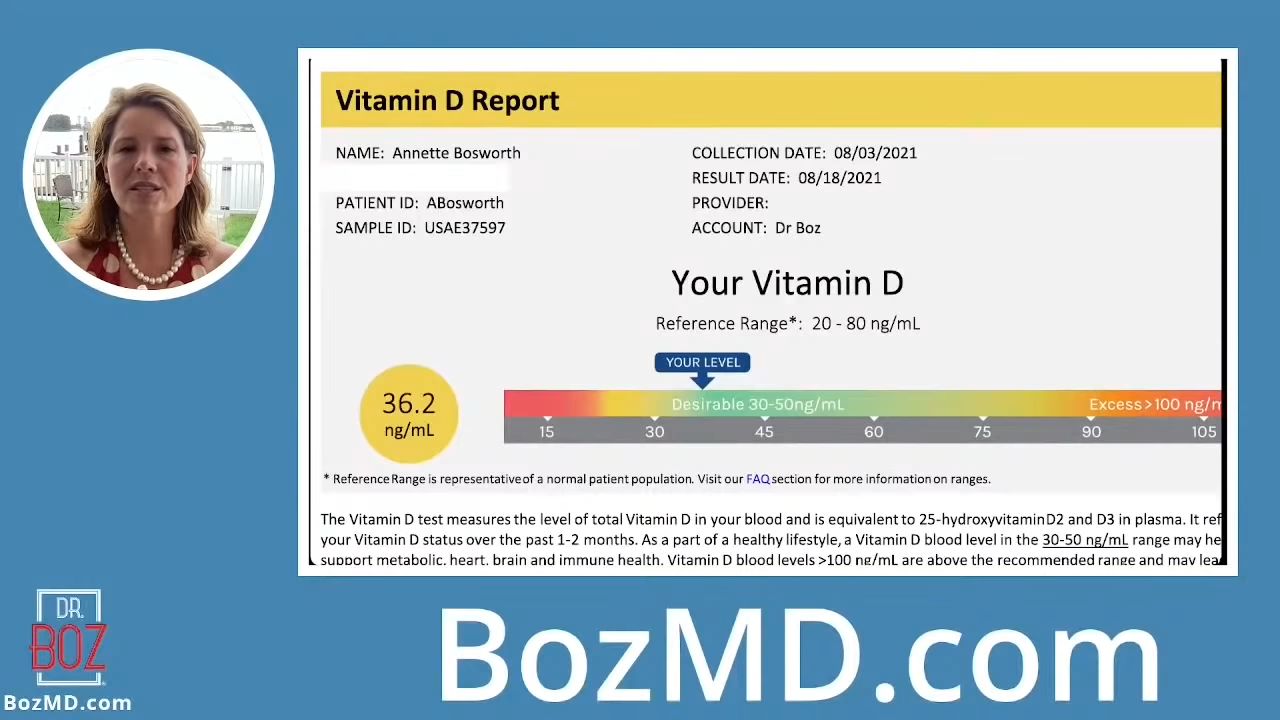 Vitamin D Report
NAME: Annette Bosworth
COLLECTION DATE: 08/03/2021
RESULT DATE: 08/18/2021
PATIENT ID: ABosworth
PROVIDER:
SAMPLE ID: USAE37597
ACCOUNT: Dr Boz
Your Vitamin D
Reference Range*: 20 - 80 ng/mL
YOUR LEVEL
36.2
ng/mL
Desirable 30-50ng/mL
Excess>100 ng/m
15 30 45 60 75 90 105
* Reference Range is representative of a normal patient population. Visit our FAQ section for more information on ranges.
The Vitamin D test measures the level of total Vitamin D in your blood and is equivalent to 25-hydroxyvitamin D2 and D3 in plasma. It ref
your Vitamin D status over the past 1-2 months. As a part of a healthy lifestyle, a Vitamin D blood level in the 30-50 ng/mL range may he
support metabolic, heart, brain and immune health. Vitamin D blood levels >100 ng/mL are above the recommended range and may lea
DR.
BOZ
BozMD.com
BozMD.com